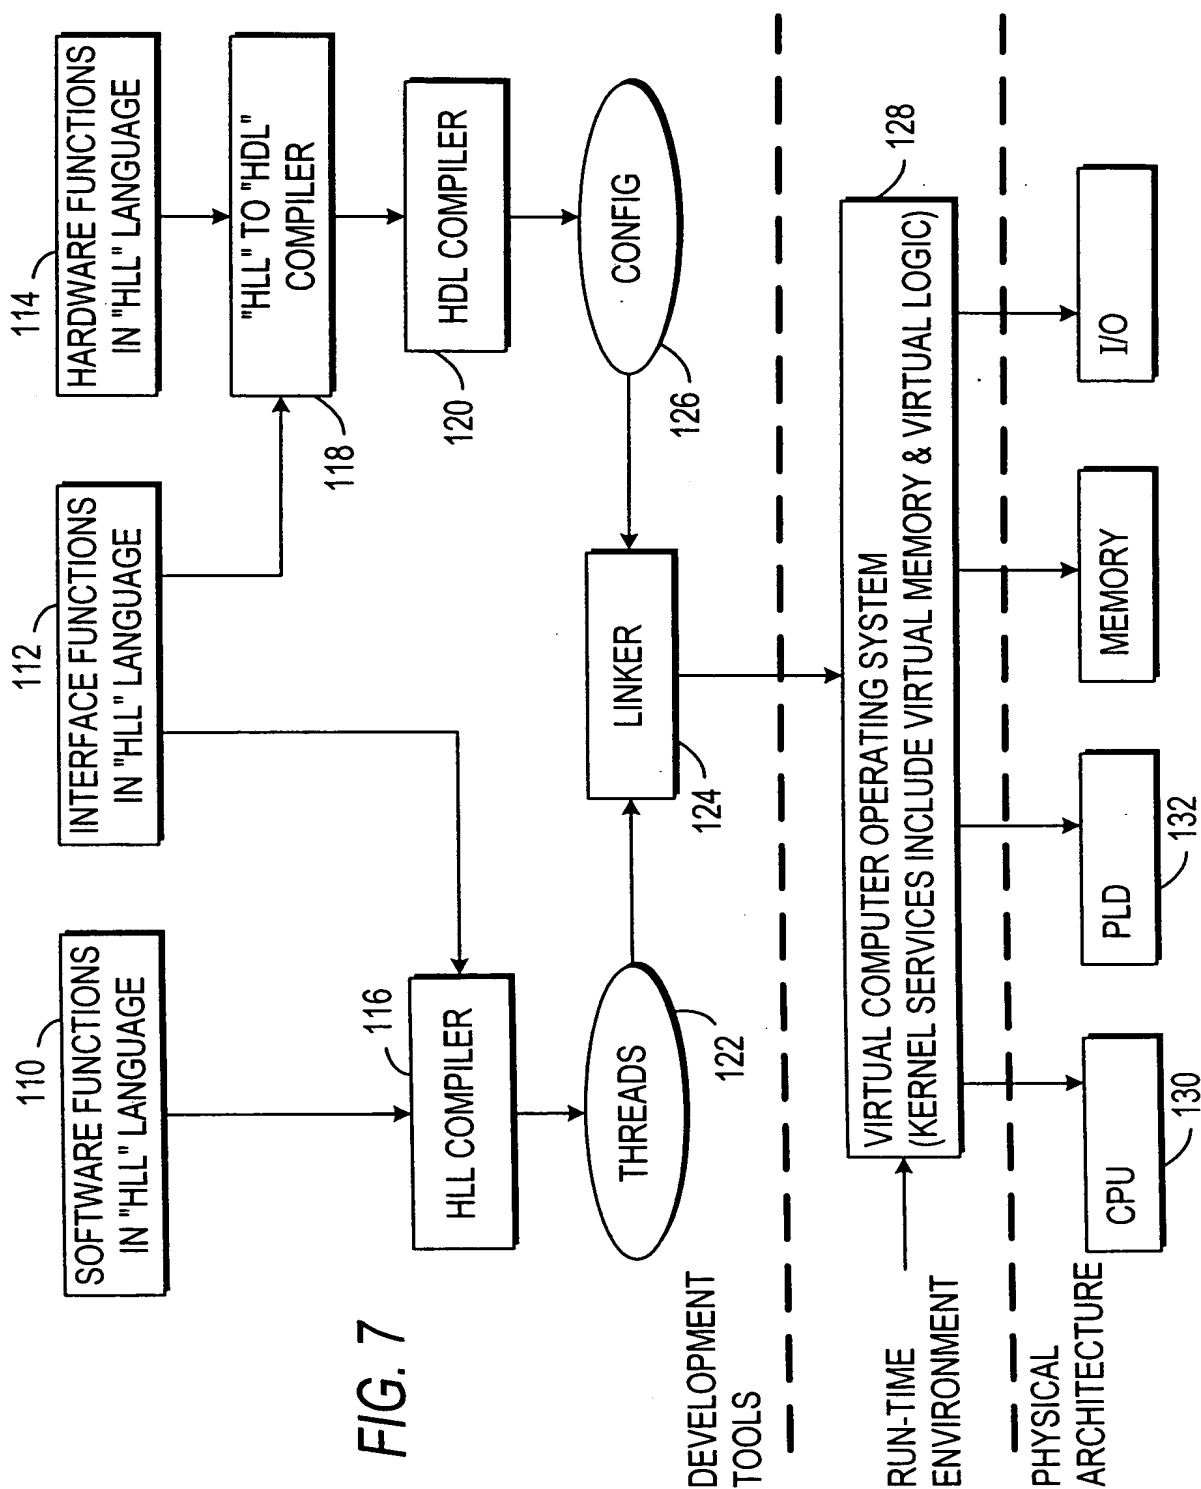 110
SOFTWARE FUNCTIONS
IN "HLL" LANGUAGE
112
INTERFACE FUNCTIONS
IN "HLL" LANGUAGE
114
HARDWARE FUNCTIONS
IN "HLL" LANGUAGE
118
"HLL" TO "HDL"
COMPILER
116
HLL COMPILER
120
HDL COMPILER
FIG. 7
THREADS
122
LINKER
124
CONFIG
126
DEVELOPMENT
TOOLS
RUN-TIME
ENVIRONMENT
VIRTUAL COMPUTER OPERATING SYSTEM
(KERNEL SERVICES INCLUDE VIRTUAL MEMORY & VIRTUAL LOGIC)
128
PHYSICAL
ARCHITECTURE
CPU
130
PLD
132
MEMORY
I/O